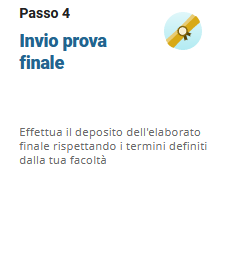 Passo 4
Invio prova
finale
Effettua il deposito dell'elaborato
finale rispettando i termini definiti
dalla tua facoltà